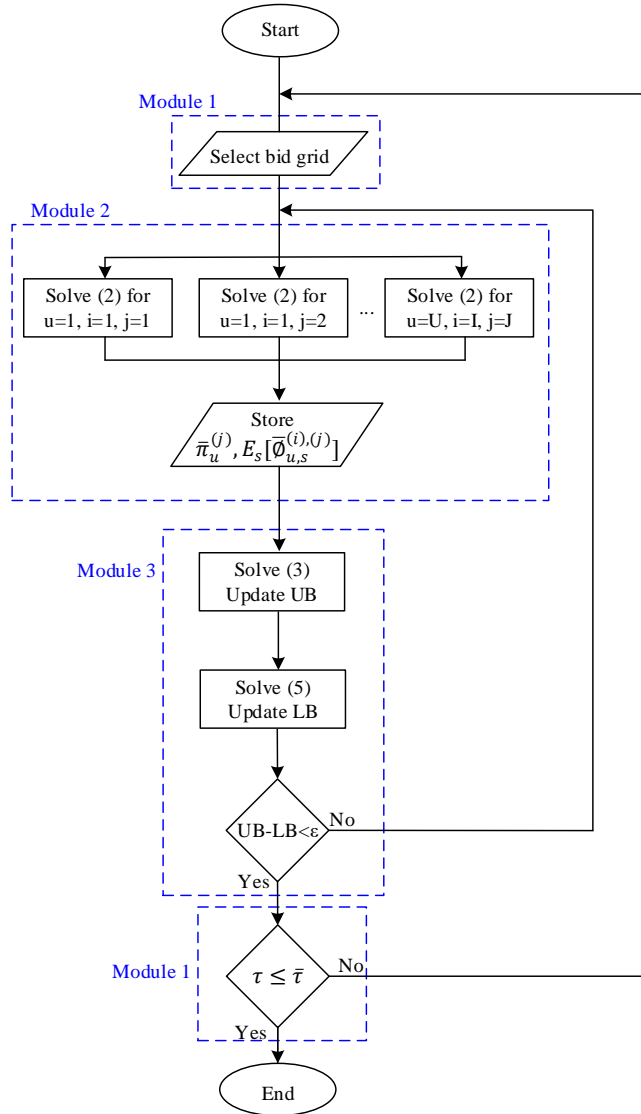 Start
Module 1
Select bid grid
Module 2
Solve (2) for
u=1, i=1, j=1
Solve (2) for
u=1, i=1, j=2
...
Solve (2) for
u=U, i=I, j=J
Store
π̄_u^(j), E_s[∅̄_{u,s}^{(i),(j)}]
Module 3
Solve (3)
Update UB
Solve (5)
Update LB
UB-LB<ε
No
Yes
Module 1
τ ≤ τ̄
No
Yes
End